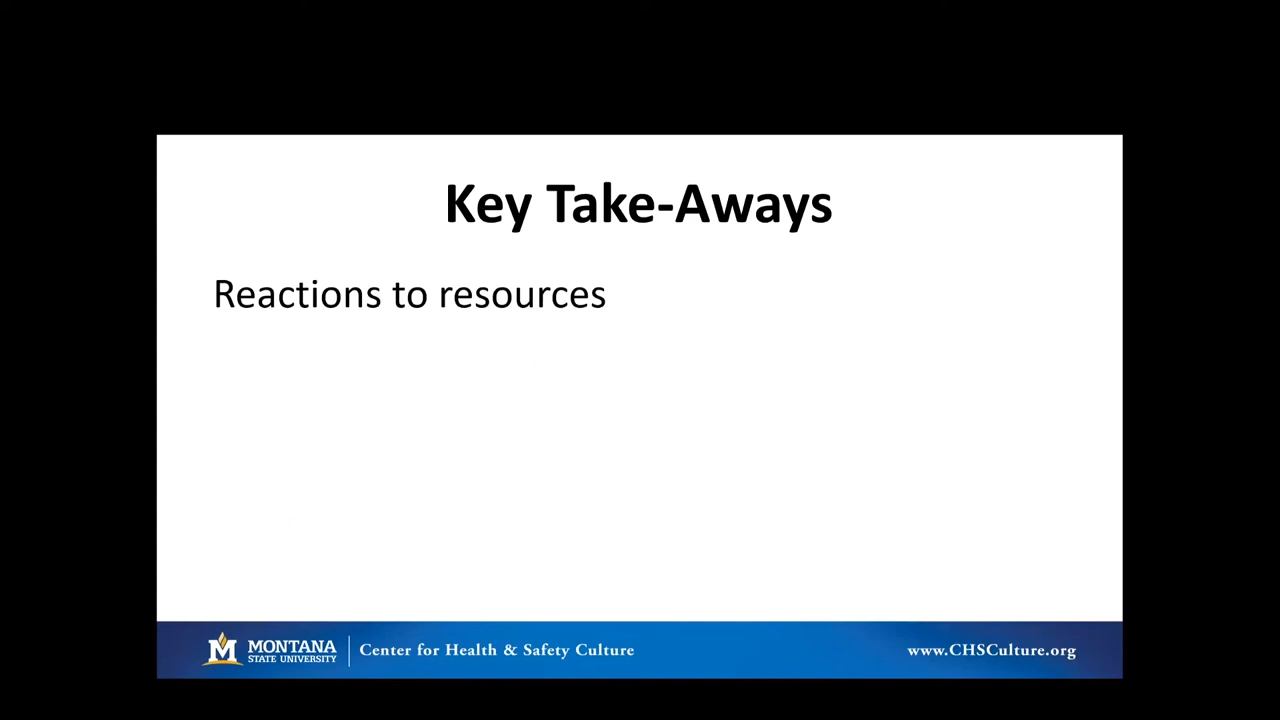 Key Take-Aways
Reactions to resources
M MONTANA STATE UNIVERSITY
Center for Health & Safety Culture
www.CHSCulture.org